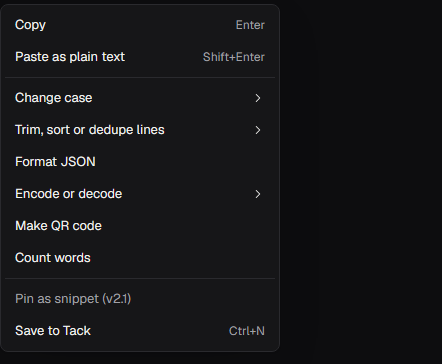 Copy Enter
Paste as plain text Shift+Enter
Change case
Trim, sort or dedupe lines
Format JSON
Encode or decode
Make QR code
Count words
Pin as snippet (v2.1)
Save to Tack Ctrl+N